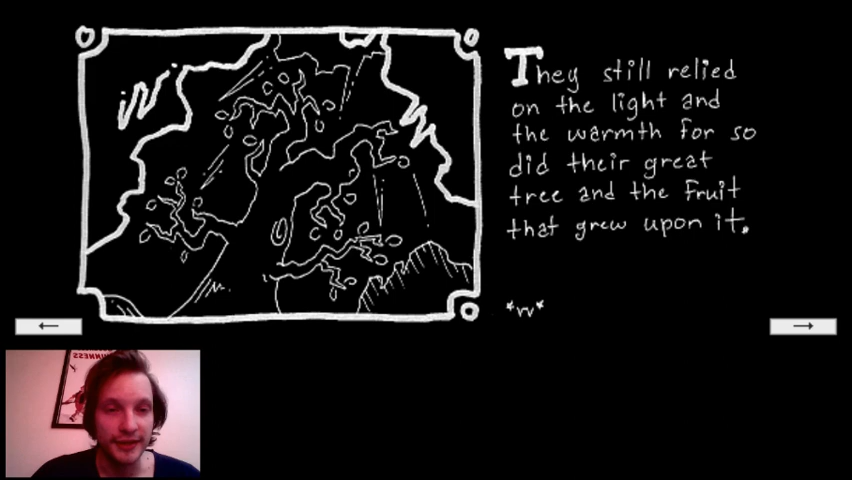 They still relied
on the light and
the warmth for so
did their great
tree and the fruit
that grew upon it.
GUINNESS